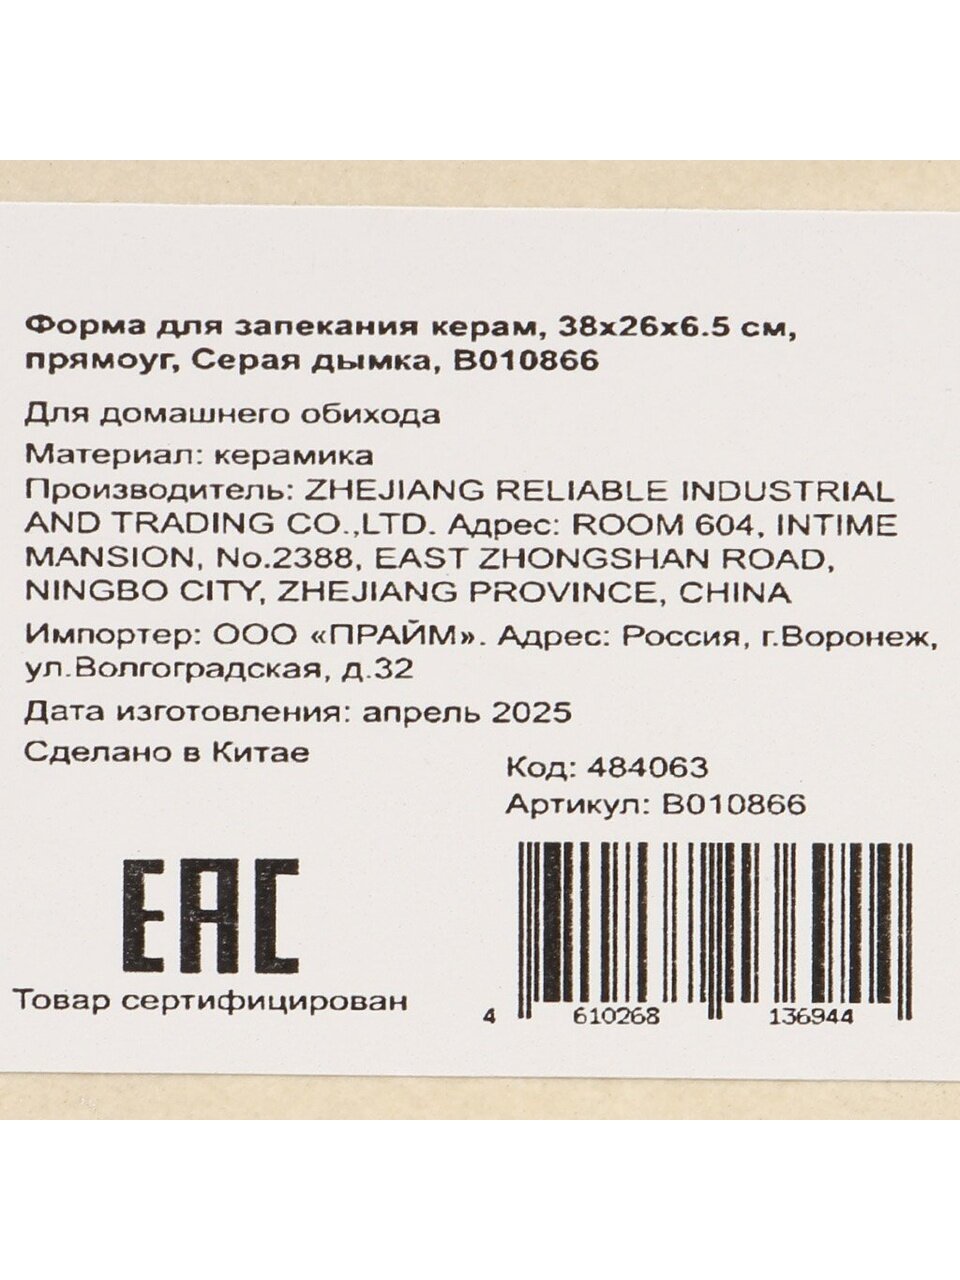 Форма для запекания керам, 38x26x6.5 см,
прямоуг, Серая дымка, B010866
Для домашнего обихода
Материал: керамика
Производитель: ZHEJIANG RELIABLE INDUSTRIAL
AND TRADING CO.,LTD. Адрес: ROOM 604, INTIME
MANSION, No.2388, EAST ZHONGSHAN ROAD,
NINGBO CITY, ZHEJIANG PROVINCE, CHINA
Импортер: ООО «ПРАЙМ». Адрес: Россия, г.Воронеж,
ул.Волгоградская, д.32
Дата изготовления: апрель 2025
Сделано в Китае
Код: 484063
Артикул: B010866
EAC
Товар сертифицирован
4 610268 136944